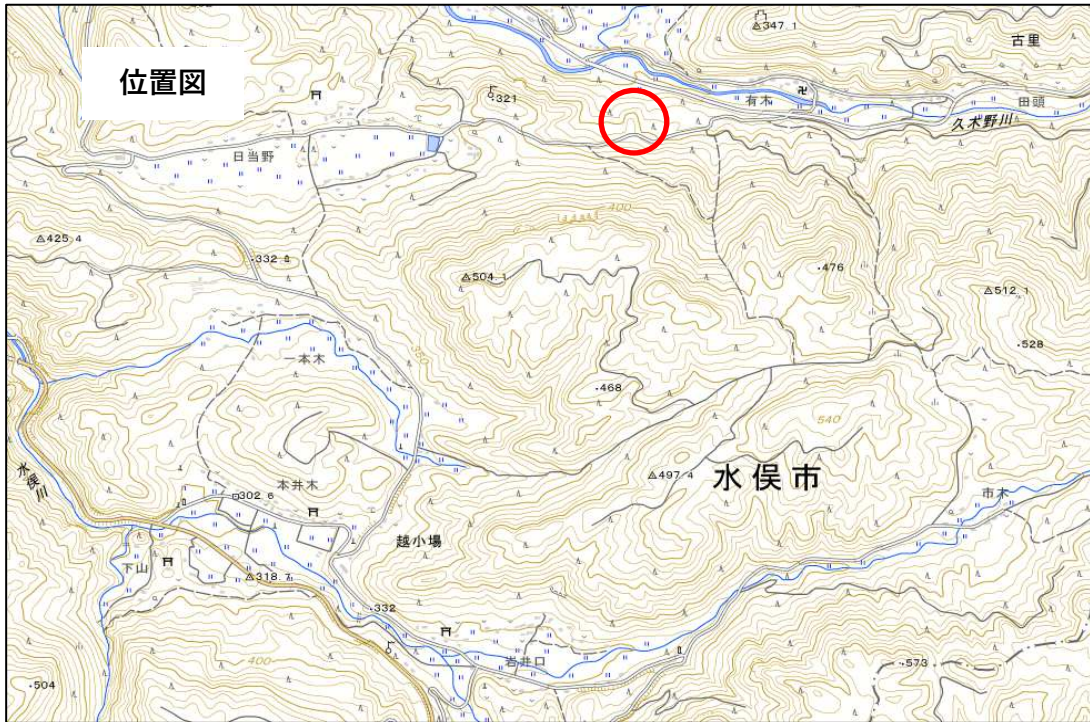 位置図
347.1
古里
321
有木
田頭
久木野川
日当野
400
425.4
332
504.1
476
512.1
528
一本木
468
540
497.4
水俣市
水俣川
本井木
302.6
市木
越小場
下山
318.7
332
岩井口
400
504
573